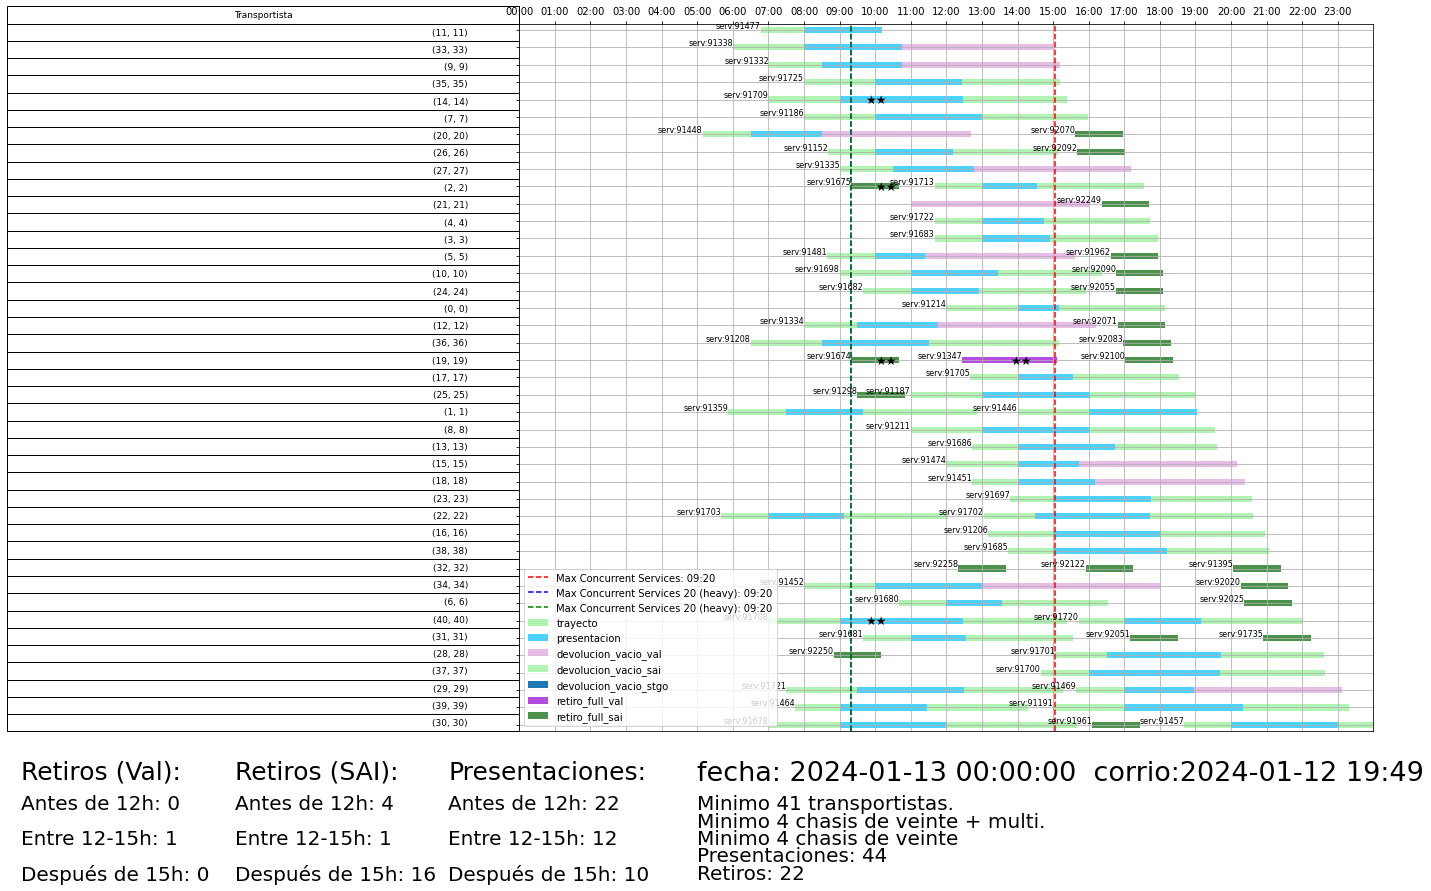 Transportista
00:00 01:00 02:00 03:00 04:00 05:00 06:00 07:00 08:00 09:00 10:00 11:00 12:00 13:00 14:00 15:00 16:00 17:00 18:00 19:00 20:00 21:00 22:00 23:00
(11, 11) serv:91477
(33, 33) serv:91338
(9, 9) serv:91332
(35, 35) serv:91725
(14, 14) serv:91709
(7, 7) serv:91186
(20, 20) serv:91448 serv:92070
(26, 26) serv:91152 serv:92092
(27, 27) serv:91335
(2, 2) serv:91675 serv:91713
(21, 21) serv:92249
(4, 4) serv:91722
(3, 3) serv:91683
(5, 5) serv:91481 serv:91962
(10, 10) serv:91698 serv:92090
(24, 24) serv:91682 serv:92055
(0, 0) serv:91214
(12, 12) serv:91334 serv:92071
(36, 36) serv:91208 serv:92083
(19, 19) serv:91674 serv:91347 serv:92100
(17, 17) serv:91705
(25, 25) serv:91298 serv:91187
(1, 1) serv:91359 serv:91446
(8, 8) serv:91211
(13, 13) serv:91686
(15, 15) serv:91474
(18, 18) serv:91451
(23, 23) serv:91697
(22, 22) serv:91703 serv:91702
(16, 16) serv:91206
(38, 38) serv:91685
(32, 32) serv:92258 serv:92122 serv:91395
(34, 34) serv:91452 serv:92020
(6, 6) serv:91680 serv:92025
(40, 40) serv:91708 serv:91720
(31, 31) serv:91681 serv:92051 serv:91735
(28, 28) serv:92250 serv:91701
(37, 37) serv:91700
(29, 29) serv:91721 serv:91469
(39, 39) serv:91464 serv:91191
(30, 30) serv:91678 serv:91961 serv:91457
Max Concurrent Services: 09:20
Max Concurrent Services 20 (heavy): 09:20
Max Concurrent Services 20 (heavy): 09:20
trayecto
presentacion
devolucion_vacio_val
devolucion_vacio_sai
devolucion_vacio_stgo
retiro_full_val
retiro_full_sai
Retiros (Val):
Antes de 12h: 0
Entre 12-15h: 1
Después de 15h: 0
Retiros (SAI):
Antes de 12h: 4
Entre 12-15h: 1
Después de 15h: 16
Presentaciones:
Antes de 12h: 22
Entre 12-15h: 12
Después de 15h: 10
fecha: 2024-01-13 00:00:00 corrio:2024-01-12 19:49
Minimo 41 transportistas.
Minimo 4 chasis de veinte + multi.
Minimo 4 chasis de veinte
Presentaciones: 44
Retiros: 22